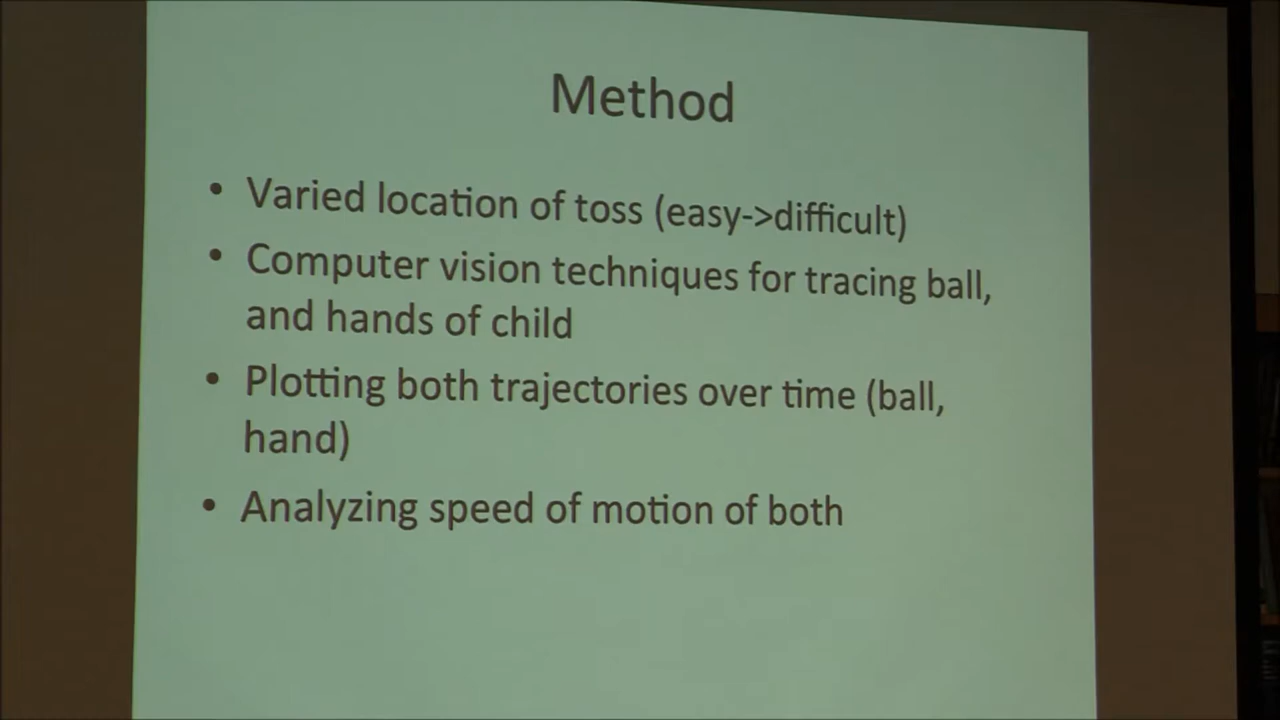 Method
• Varied location of toss (easy->difficult)
• Computer vision techniques for tracing ball,
and hands of child
• Plotting both trajectories over time (ball,
hand)
• Analyzing speed of motion of both